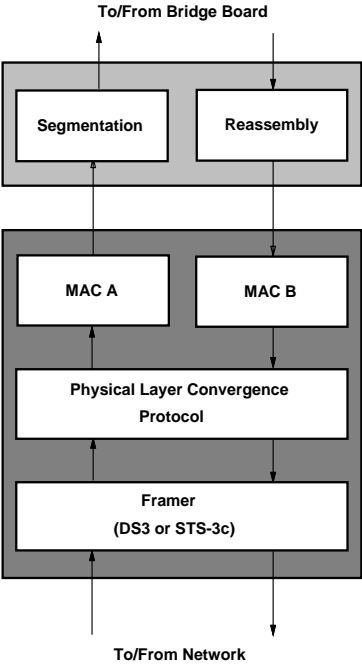 To/From Bridge Board
Segmentation
Reassembly
MAC A
MAC B
Physical Layer Convergence
Protocol
Framer
(DS3 or STS-3c)
To/From Network